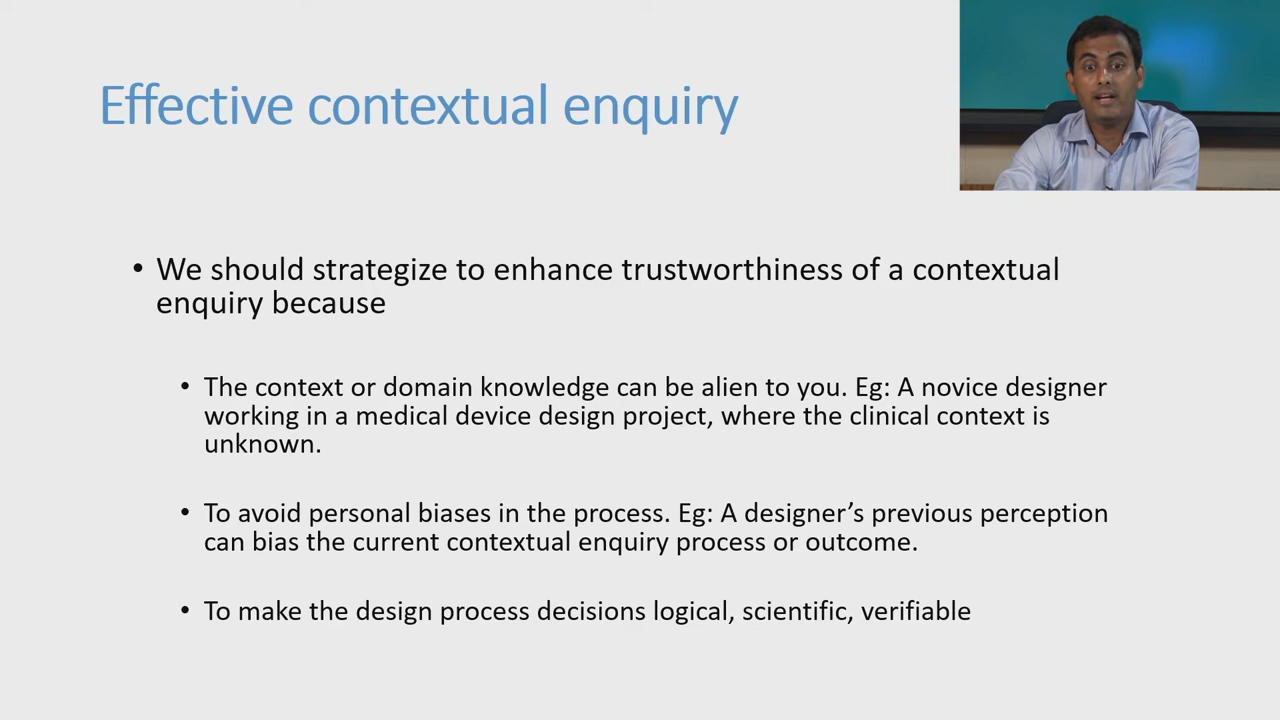 Effective contextual enquiry
• We should strategize to enhance trustworthiness of a contextual
enquiry because
• The context or domain knowledge can be alien to you. Eg: A novice designer
working in a medical device design project, where the clinical context is
unknown.
• To avoid personal biases in the process. Eg: A designer’s previous perception
can bias the current contextual enquiry process or outcome.
• To make the design process decisions logical, scientific, verifiable